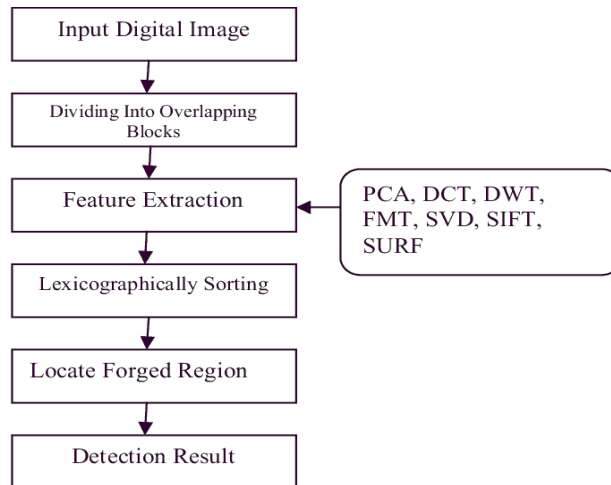 Input Digital Image
Dividing Into Overlapping
Blocks
Feature Extraction
PCA, DCT, DWT,
FMT, SVD, SIFT,
SURF
Lexicographically Sorting
Locate Forged Region
Detection Result